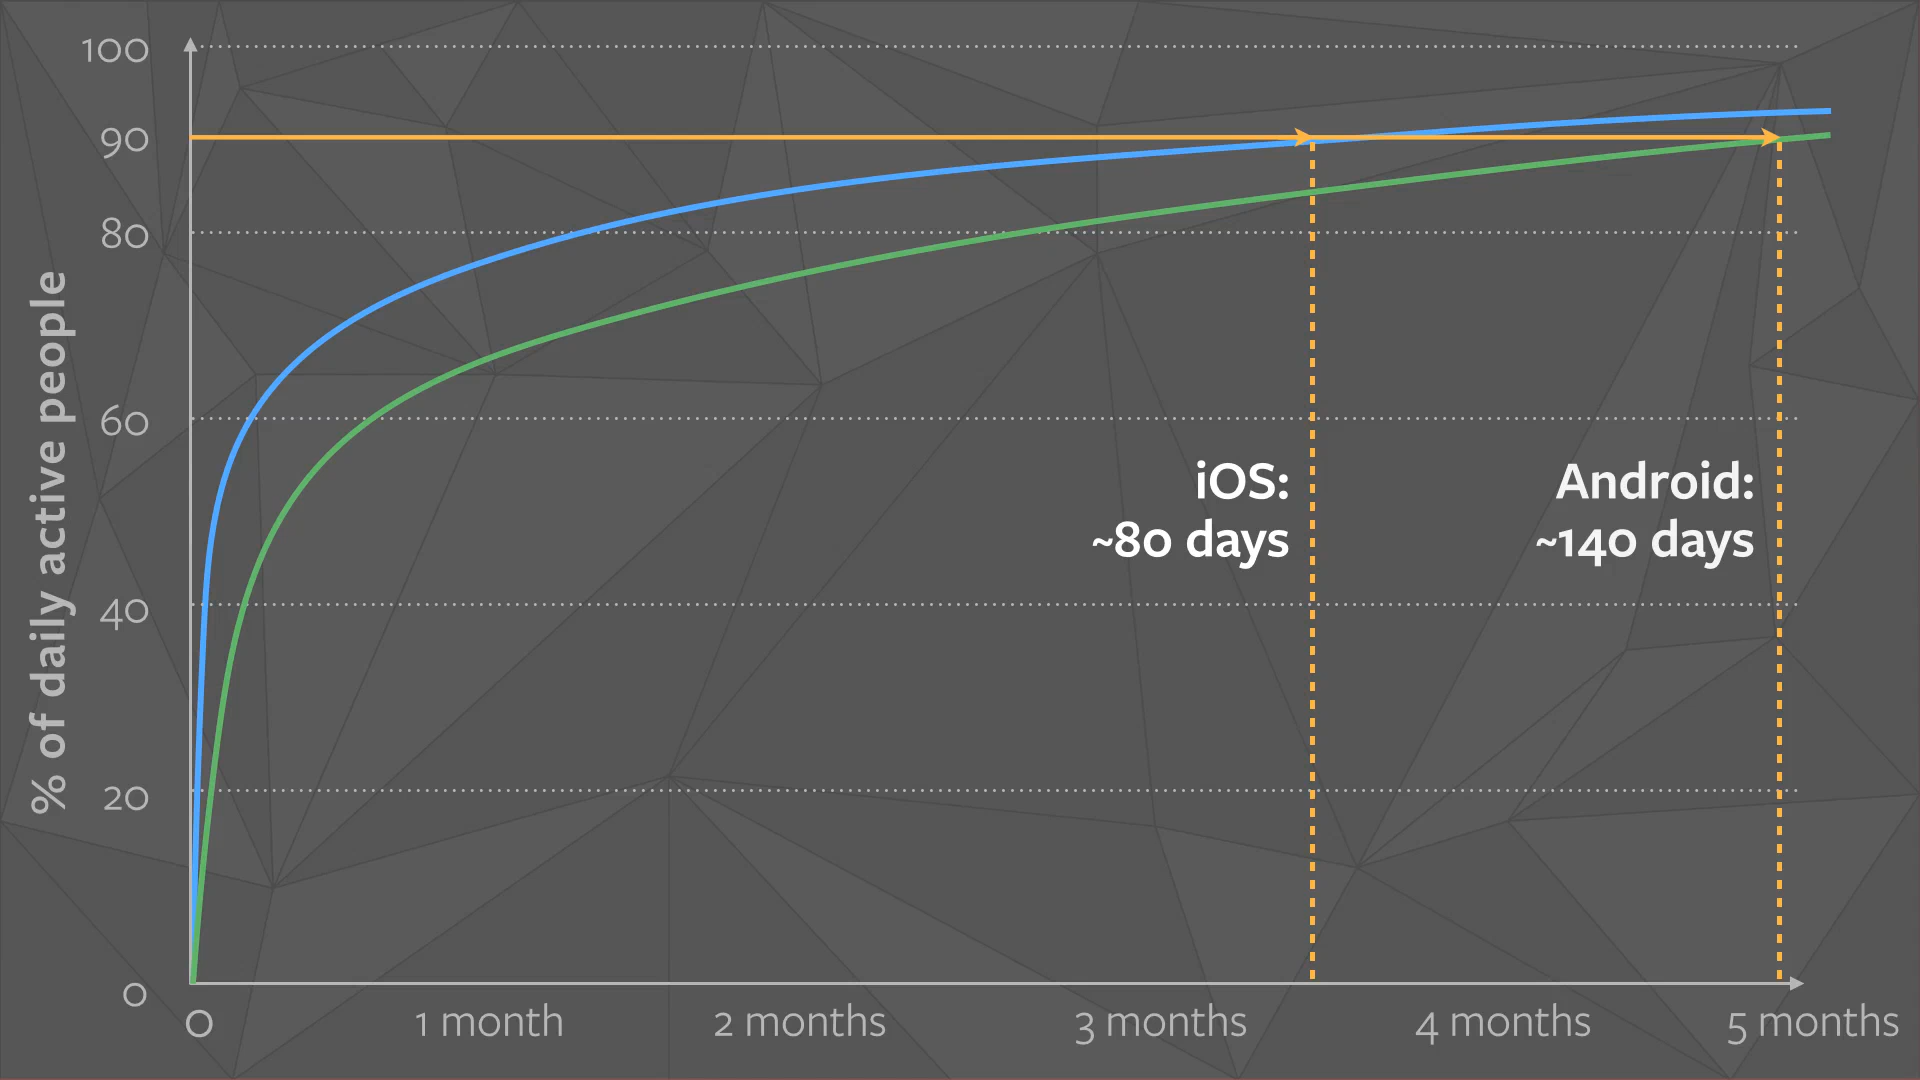 100
90
80
60
40
20
0
% of daily active people
iOS:
~80 days
Android:
~140 days
0
1 month
2 months
3 months
4 months
5 months